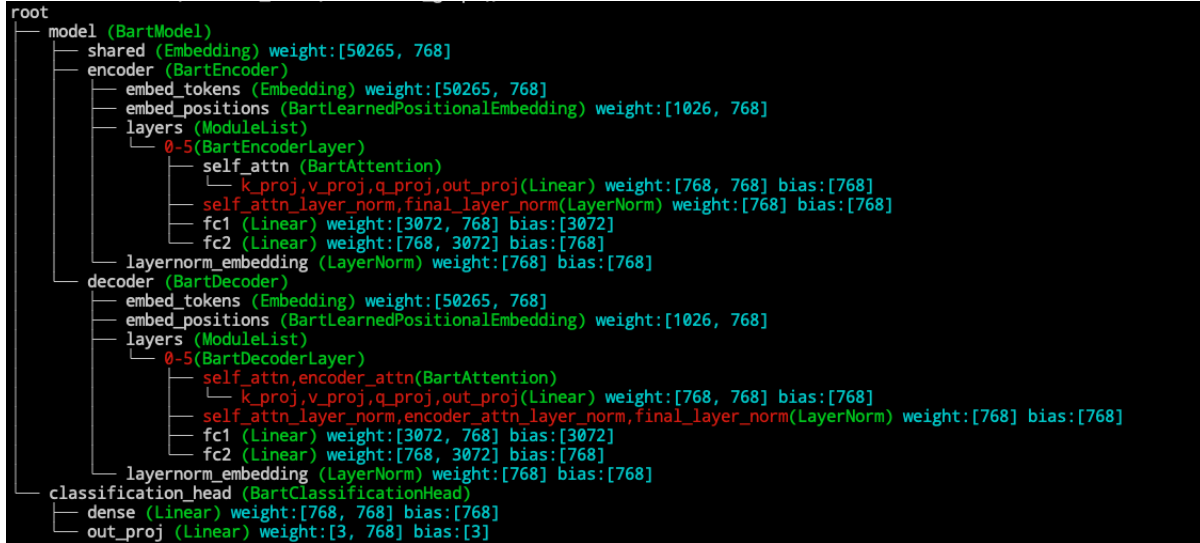 root
├── model (BartModel)
│   ├── shared (Embedding) weight:[50265, 768]
│   ├── encoder (BartEncoder)
│   │   ├── embed_tokens (Embedding) weight:[50265, 768]
│   │   ├── embed_positions (BartLearnedPositionalEmbedding) weight:[1026, 768]
│   │   ├── layers (ModuleList)
│   │   │   └── 0-5(BartEncoderLayer)
│   │   │       ├── self_attn (BartAttention)
│   │   │       │   └── k_proj,v_proj,q_proj,out_proj(Linear) weight:[768, 768] bias:[768]
│   │   │       ├── self_attn_layer_norm,final_layer_norm(LayerNorm) weight:[768] bias:[768]
│   │   │       ├── fc1 (Linear) weight:[3072, 768] bias:[3072]
│   │   │       └── fc2 (Linear) weight:[768, 3072] bias:[768]
│   │   └── layernorm_embedding (LayerNorm) weight:[768] bias:[768]
│   └── decoder (BartDecoder)
│       ├── embed_tokens (Embedding) weight:[50265, 768]
│       ├── embed_positions (BartLearnedPositionalEmbedding) weight:[1026, 768]
│       ├── layers (ModuleList)
│       │   └── 0-5(BartDecoderLayer)
│       │       ├── self_attn,encoder_attn(BartAttention)
│       │       │   └── k_proj,v_proj,q_proj,out_proj(Linear) weight:[768, 768] bias:[768]
│       │       ├── self_attn_layer_norm,encoder_attn_layer_norm,final_layer_norm(LayerNorm) weight:[768] bias:[768]
│       │       ├── fc1 (Linear) weight:[3072, 768] bias:[3072]
│       │       └── fc2 (Linear) weight:[768, 3072] bias:[768]
│       └── layernorm_embedding (LayerNorm) weight:[768] bias:[768]
└── classification_head (BartClassificationHead)
    ├── dense (Linear) weight:[768, 768] bias:[768]
    └── out_proj (Linear) weight:[3, 768] bias:[3]